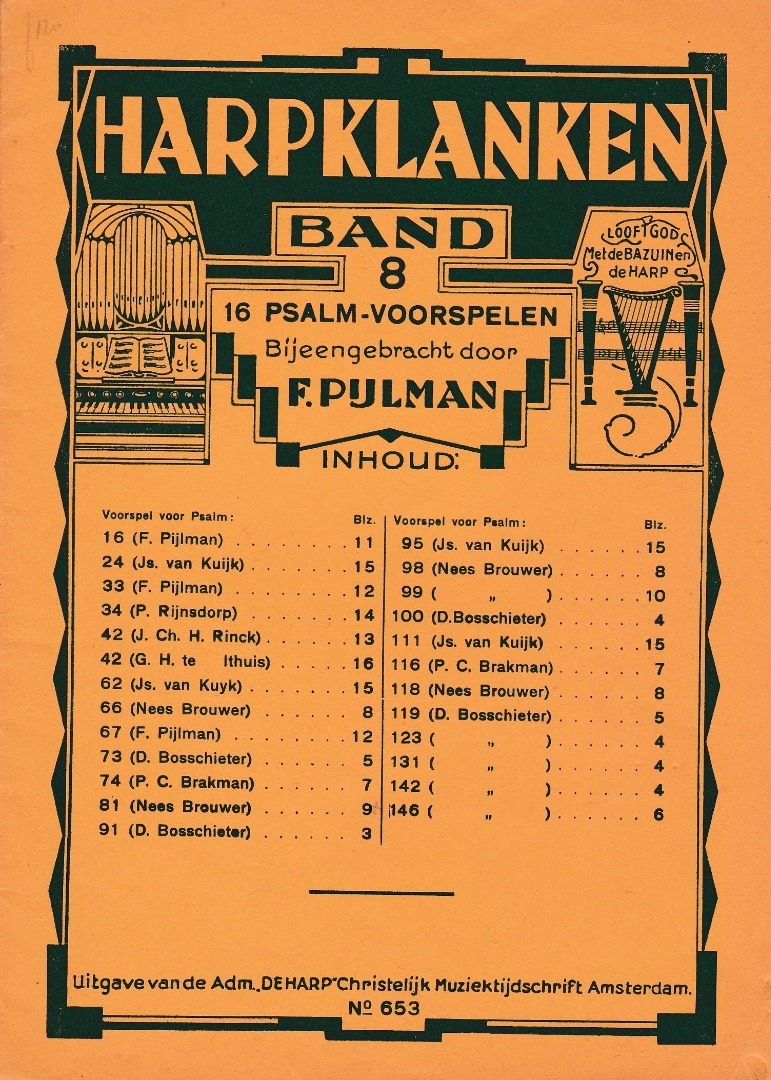 HARPKLANKEN
BAND
8
16 PSALM-VOORSPELEN
Bijeengebracht door
F. PIJLMAN
LOOFT GOD
Met de BAZUIN en
de HARP
INHOUD:
Voorspel voor Psalm: Blz.
16 (F. Pijlman) . . . . . . . . 11
24 (Js. van Kuijk) . . . . . . . 15
33 (F. Pijlman) . . . . . . . . 12
34 (P. Rijnsdorp) . . . . . . . 14
42 (J. Ch. H. Rinck) . . . . . . 13
42 (G. H. te Ithuis) . . . . . 16
62 (Js. van Kuyk) . . . . . . . 15
66 (Nees Brouwer) . . . . . . 8
67 (F. Pijlman) . . . . . . . . 12
73 (D. Bosschieter) . . . . . . 5
74 (P. C. Brakman) . . . . . . 7
81 (Nees Brouwer) . . . . . . 9
91 (D. Bosschieter) . . . . . . 3
Voorspel voor Psalm: Blz.
95 (Js. van Kuijk) . . . . . . 15
98 (Nees Brouwer) . . . . . . 8
99 ( „ ) . . . . . . 10
100 (D. Bosschieter) . . . . . . 4
111 (Js. van Kuijk) . . . . . . 15
116 (P. C. Brakman) . . . . . . 7
118 (Nees Brouwer) . . . . . . 8
119 (D. Bosschieter) . . . . . . 5
123 ( „ ) . . . . . . 4
131 ( „ ) . . . . . . 4
142 ( „ ) . . . . . . 4
146 ( „ ) . . . . . . 6
Uitgave van de Adm. „DE HARP” Christelijk Muziektijdschrift Amsterdam.
Nº 653